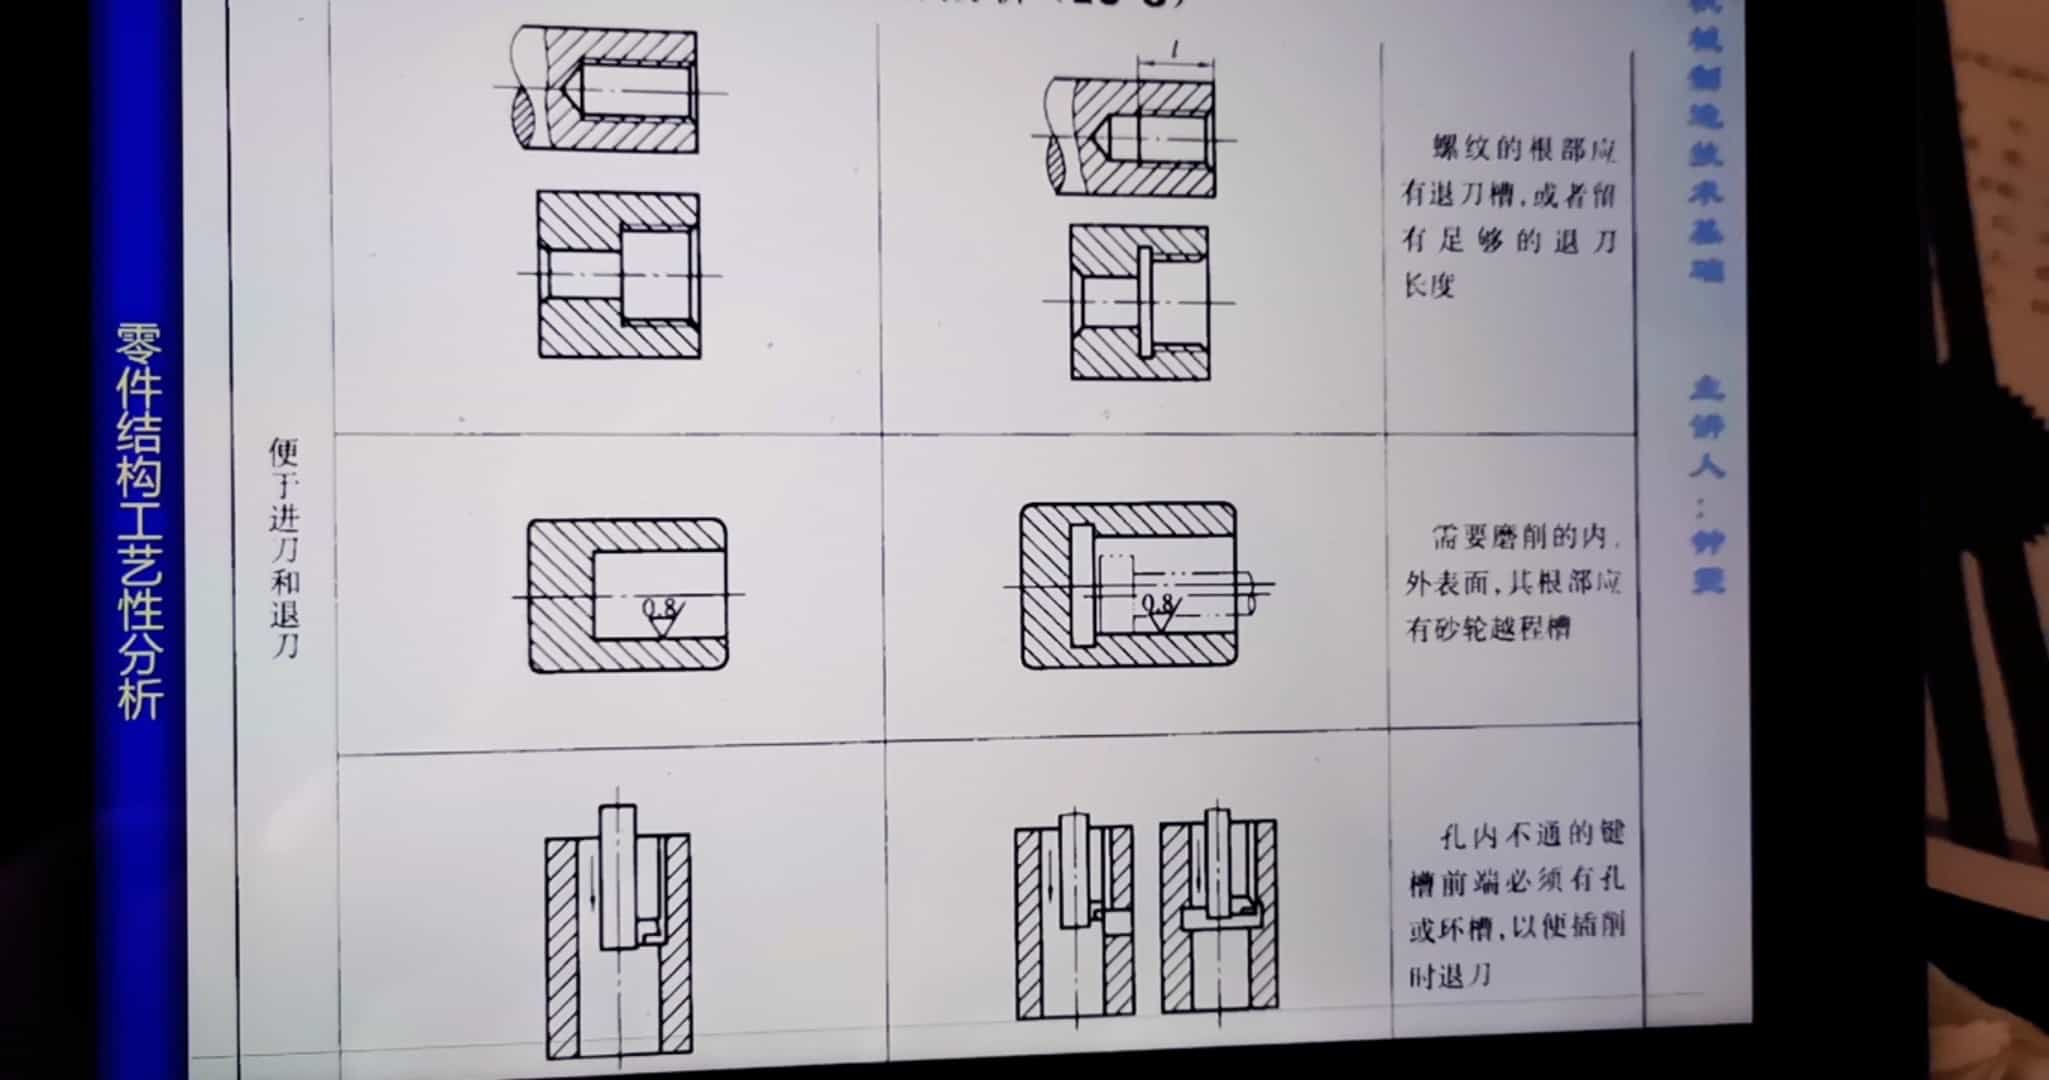 零件结构工艺性分析
便于进刀和退刀
l
螺纹的根部应
有退刀槽,或者留
有足够的退刀
长度
0.8
0.8
需要磨削的内、
外表面,其根部应
有砂轮越程槽
孔内不通的键
槽前端必须有孔
或环槽,以便插削
时退刀
机械制造技术基础
主讲人:钟